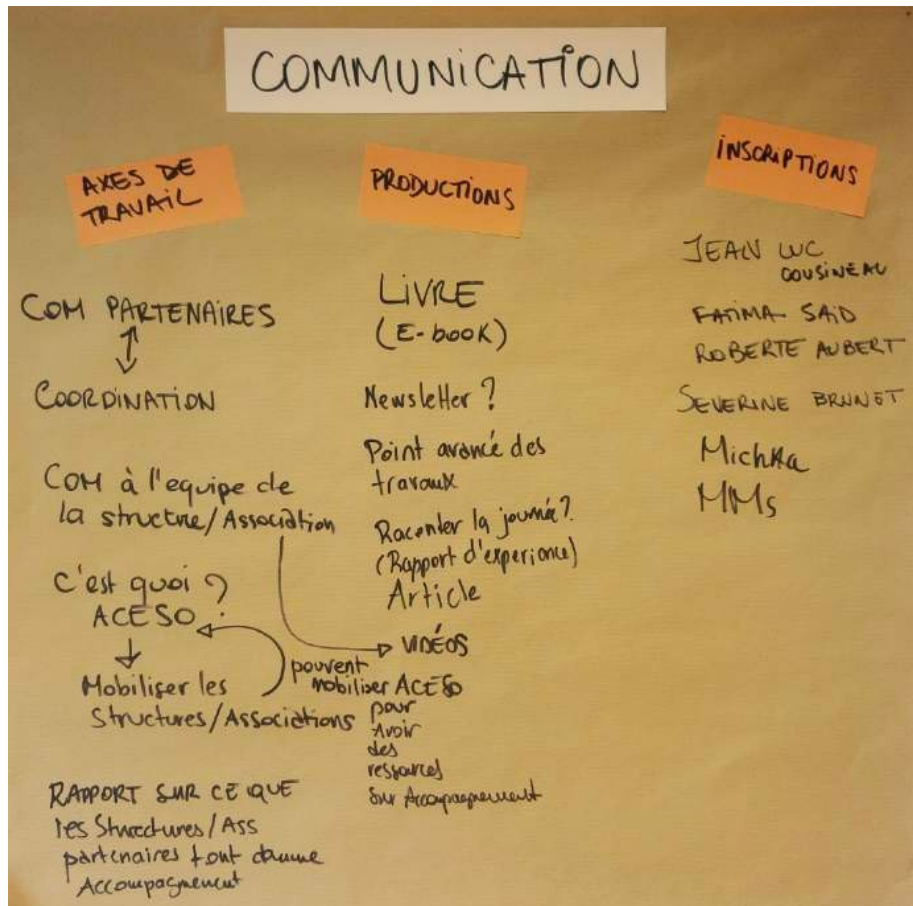 COMMUNICATION
AXES DE
TRAVAIL
COM PARTENAIRES
COORDINATION
COM à l'equipe de
la structure/Association
C'est quoi ?
ACESO
Mobiliser les
Structures/Associations
RAPPORT SUR CE QUE
les Structures/Ass
partenaires font comme
Accompagnement
PRODUCTIONS
LIVRE
(E-book)
Newsletter ?
Point avancé des
travaux
Raconter la journée ?
(Rapport d'experiance)
Article
VIDÉOS
pouvent
mobiliser ACESO
pour
Avoir
des
ressources
sur Accompagnement
INSCRIPTIONS
JEAN LUC
COUSINEAU
FATIMA SAID
ROBERTE AUBERT
SEVERINE BRUNET
Michka
MMs